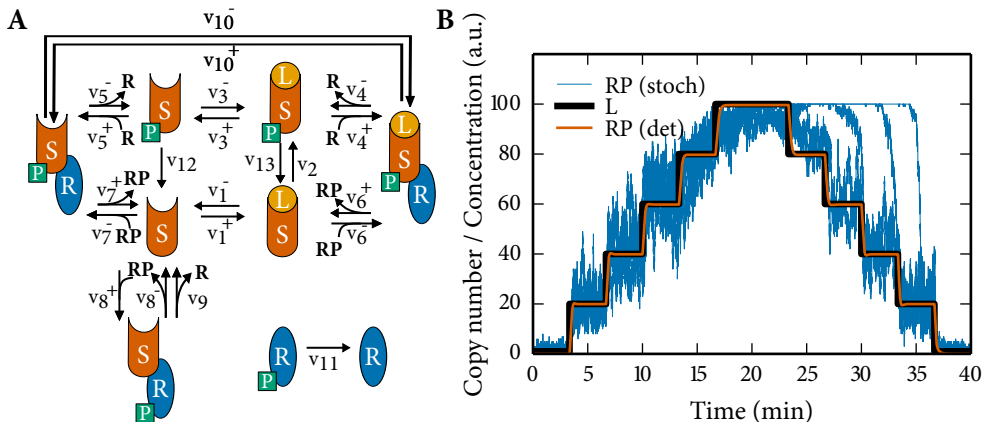 A
B
v10-
v10+
v5- R
v5+ R
S
P
v3-
v3+
L
S
P
R v4-
R v4+
S
P
R
L
S
P
R
v12
v13
v2
v7+ RP
v7- RP
S
v1-
v1+
L
S
RP v6+
RP v6
v8+
RP
v8-
v9
R
S
R
P
R
P
v11
R
Copy number / Concentration (a.u.)
RP (stoch)
L
RP (det)
100
80
60
40
20
0
0 5 10 15 20 25 30 35 40
Time (min)